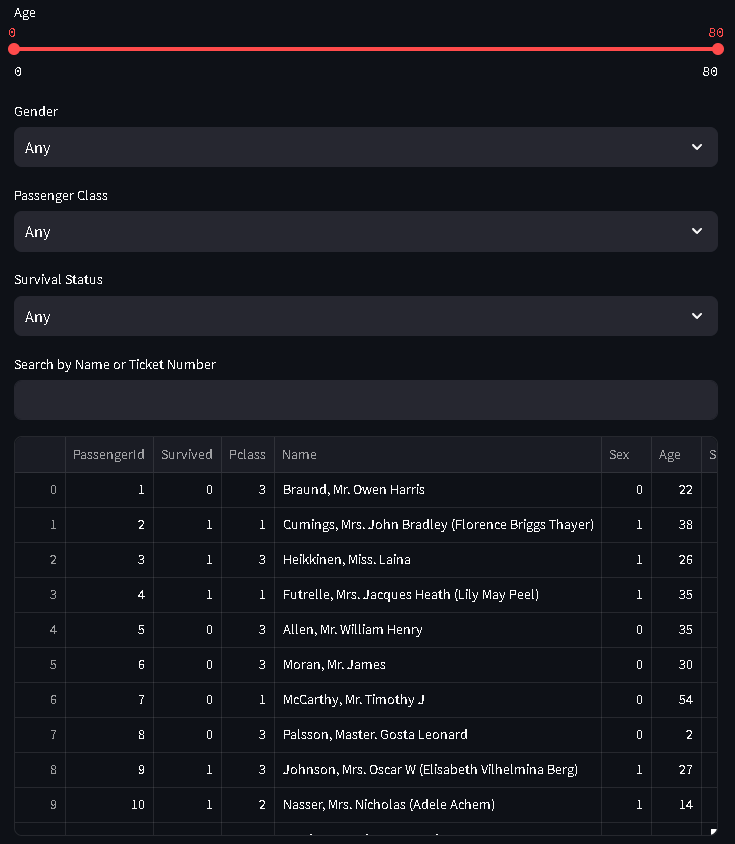 Age
0 80
0 80
Gender
Any
Passenger Class
Any
Survival Status
Any
Search by Name or Ticket Number
PassengerId Survived Pclass Name Sex Age S
0 1 0 3 Braund, Mr. Owen Harris 0 22
1 2 1 1 Cumings, Mrs. John Bradley (Florence Briggs Thayer) 1 38
2 3 1 3 Heikkinen, Miss. Laina 1 26
3 4 1 1 Futrelle, Mrs. Jacques Heath (Lily May Peel) 1 35
4 5 0 3 Allen, Mr. William Henry 0 35
5 6 0 3 Moran, Mr. James 0 30
6 7 0 1 McCarthy, Mr. Timothy J 0 54
7 8 0 3 Palsson, Master. Gosta Leonard 0 2
8 9 1 3 Johnson, Mrs. Oscar W (Elisabeth Vilhelmina Berg) 1 27
9 10 1 2 Nasser, Mrs. Nicholas (Adele Achem) 1 14